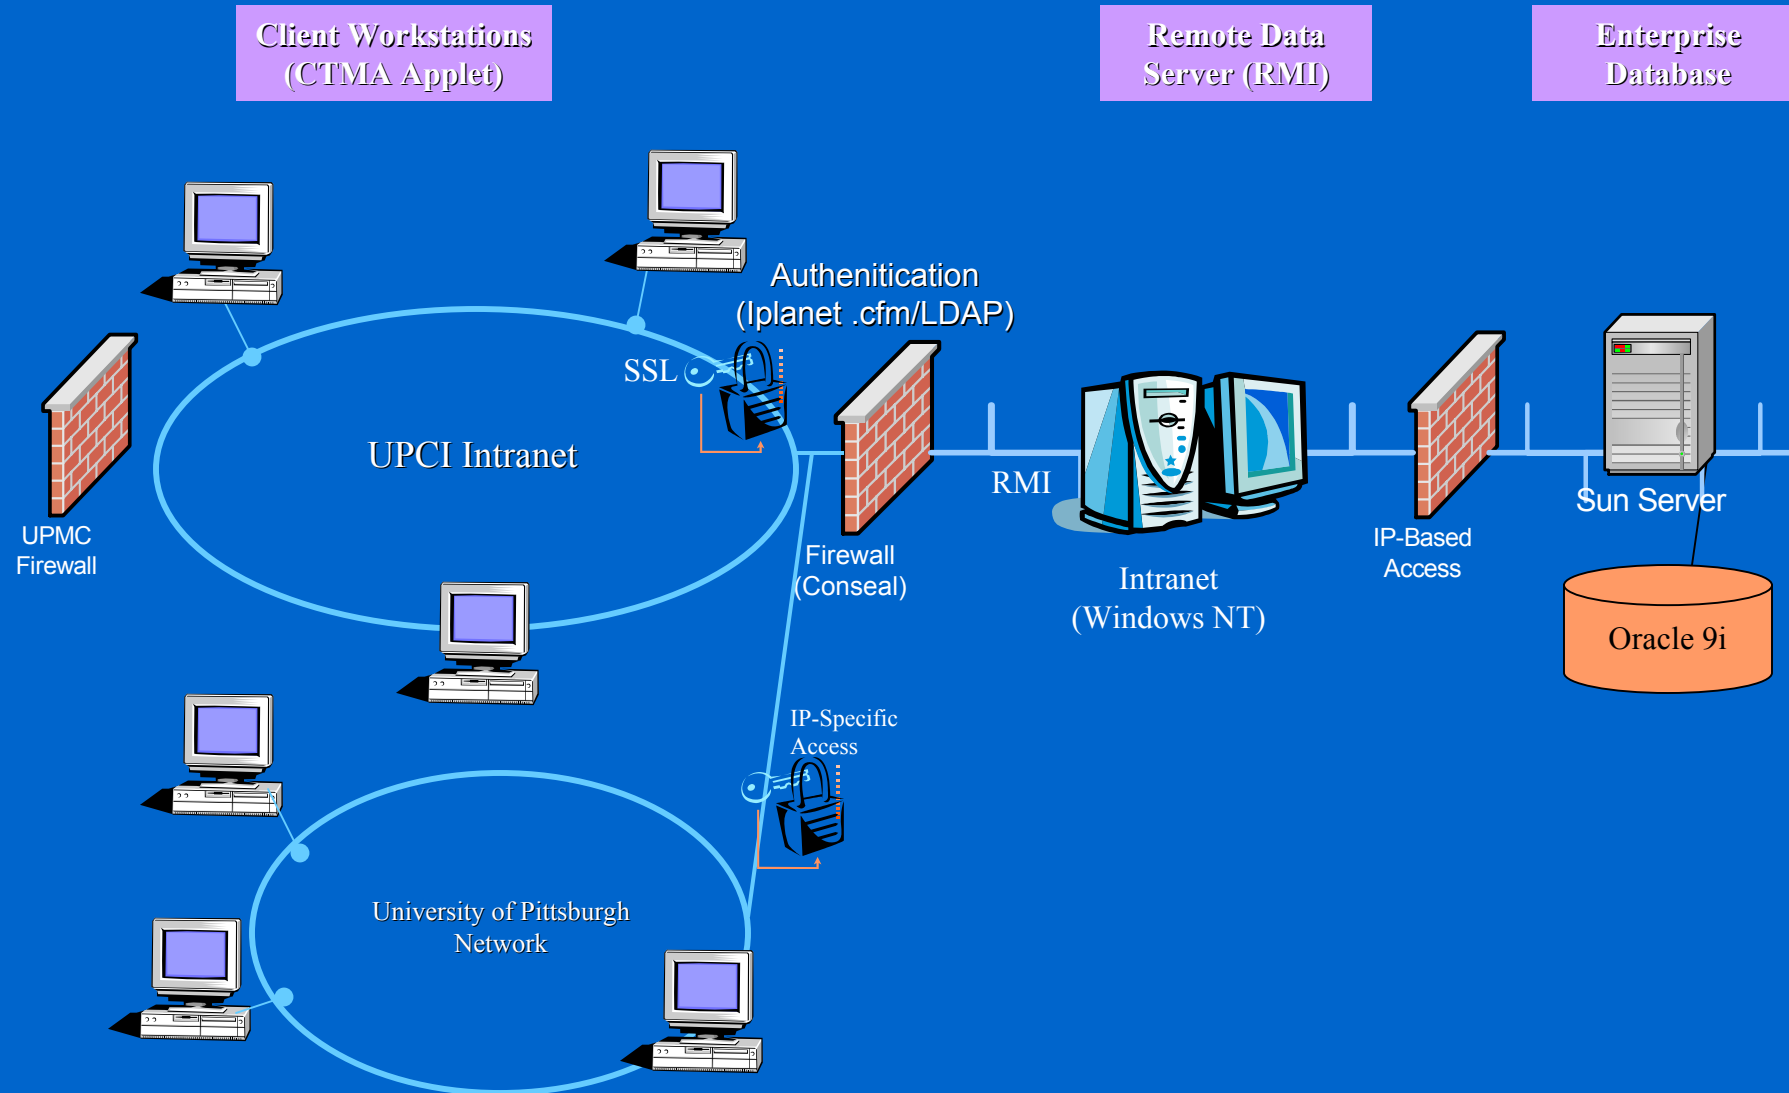 Client Workstations
(CTMA Applet)
Remote Data
Server (RMI)
Enterprise
Database
Authenitication
(Iplanet .cfm/LDAP)
SSL
UPCI Intranet
UPMC
Firewall
Firewall
(Conseal)
RMI
Intranet
(Windows NT)
IP-Based
Access
Sun Server
Oracle 9i
IP-Specific
Access
University of Pittsburgh
Network